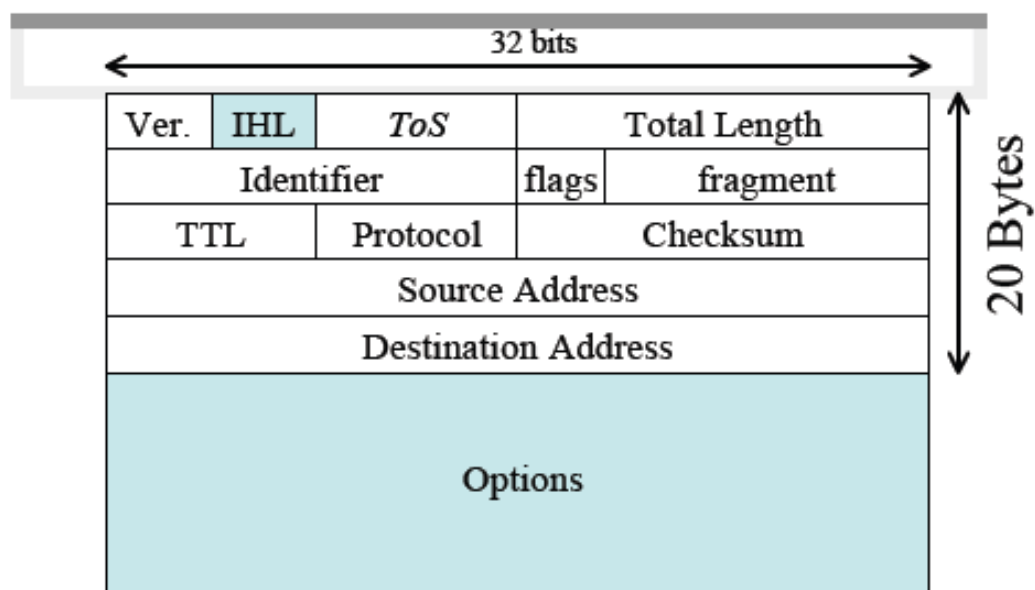 32 bits
Ver. IHL ToS Total Length
Identifier flags fragment
TTL Protocol Checksum
Source Address
Destination Address
Options
20 Bytes